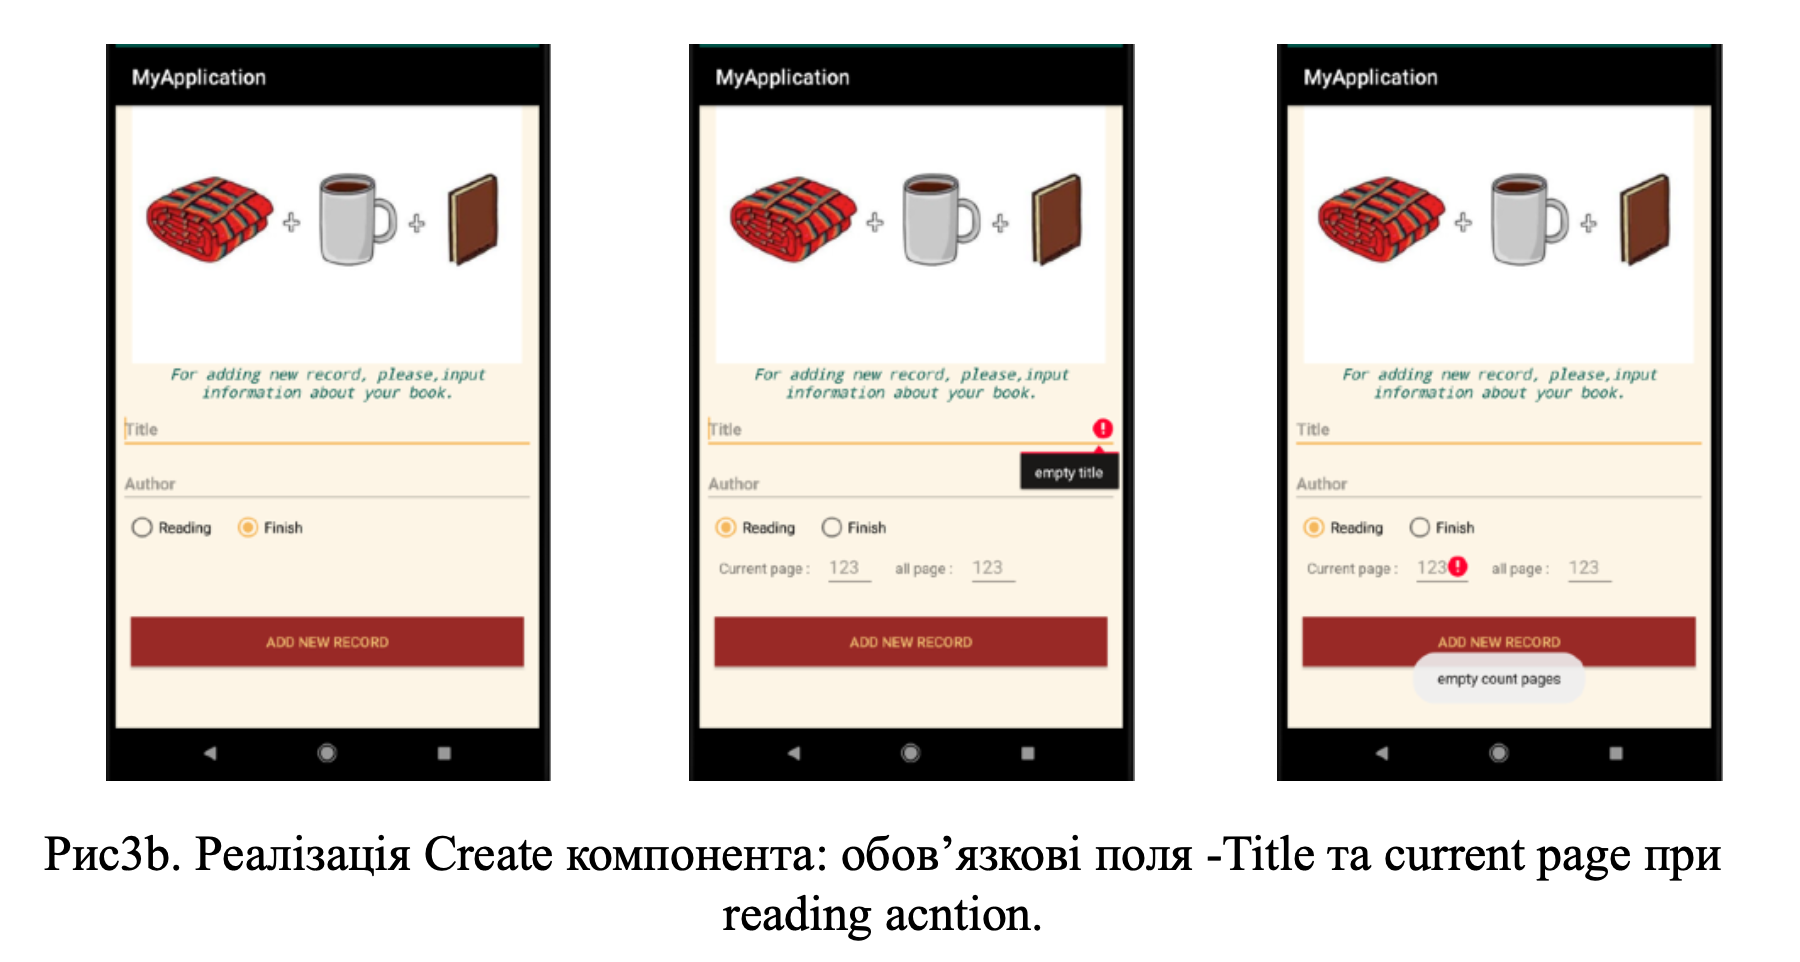 MyApplication
For adding new record, please,input
information about your book.
Title
Author
Reading Finish
ADD NEW RECORD
MyApplication
For adding new record, please,input
information about your book.
Title
empty title
Author
Reading Finish
Current page : 123 all page : 123
ADD NEW RECORD
MyApplication
For adding new record, please,input
information about your book.
Title
Author
Reading Finish
Current page : 123 all page : 123
ADD NEW RECORD
empty count pages
Рис3b. Реалізація Create компонента: обов’язкові поля -Title та current page при
reading acntion.